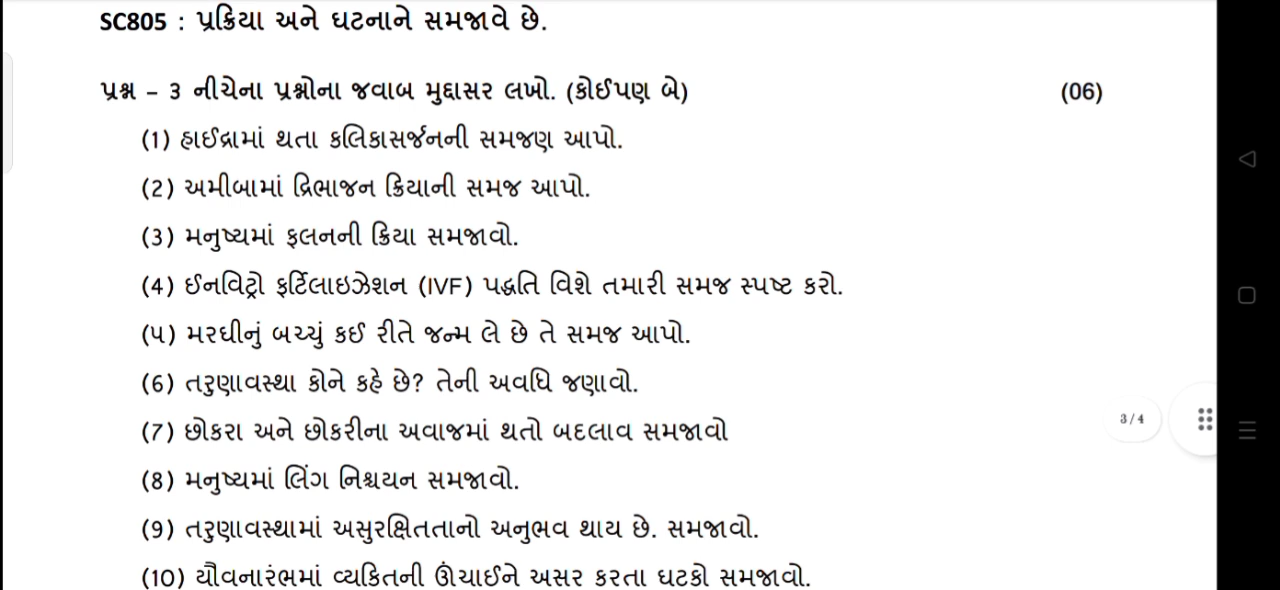 SC805 : પ્રક્રિયા અને ઘટનાને સમજાવે છે.
પ્રશ્ન – 3 નીચેના પ્રશ્નોના જવાબ મુદ્દાસર લખો. (કોઈપણ બે) (06)
(1) હાઈદ્રામાં થતા કલિકાસર્જનની સમજણ આપો.
(2) અમીબામાં દ્વિભાજન ક્રિયાની સમજ આપો.
(3) મનુષ્યમાં ફલનની ક્રિયા સમજાવો.
(4) ઈનવિટ્રો ફર્ટિલાઇઝેશન (IVF) પદ્ધતિ વિશે તમારી સમજ સ્પષ્ટ કરો.
(૫) મરઘીનું બચ્ચું કઈ રીતે જન્મ લે છે તે સમજ આપો.
(6) તરુણાવસ્થા કોને કહે છે? તેની અવધિ જણાવો.
(7) છોકરા અને છોકરીના અવાજમાં થતો બદલાવ સમજાવો
(8) મનુષ્યમાં લિંગ નિશ્ચયન સમજાવો.
(9) તરુણાવસ્થામાં અસુરક્ષિતતાનો અનુભવ થાય છે. સમજાવો.
(10) યૌવનારંભમાં વ્યકિતની ઊંચાઈને અસર કરતા ઘટકો સમજાવો.
3/4